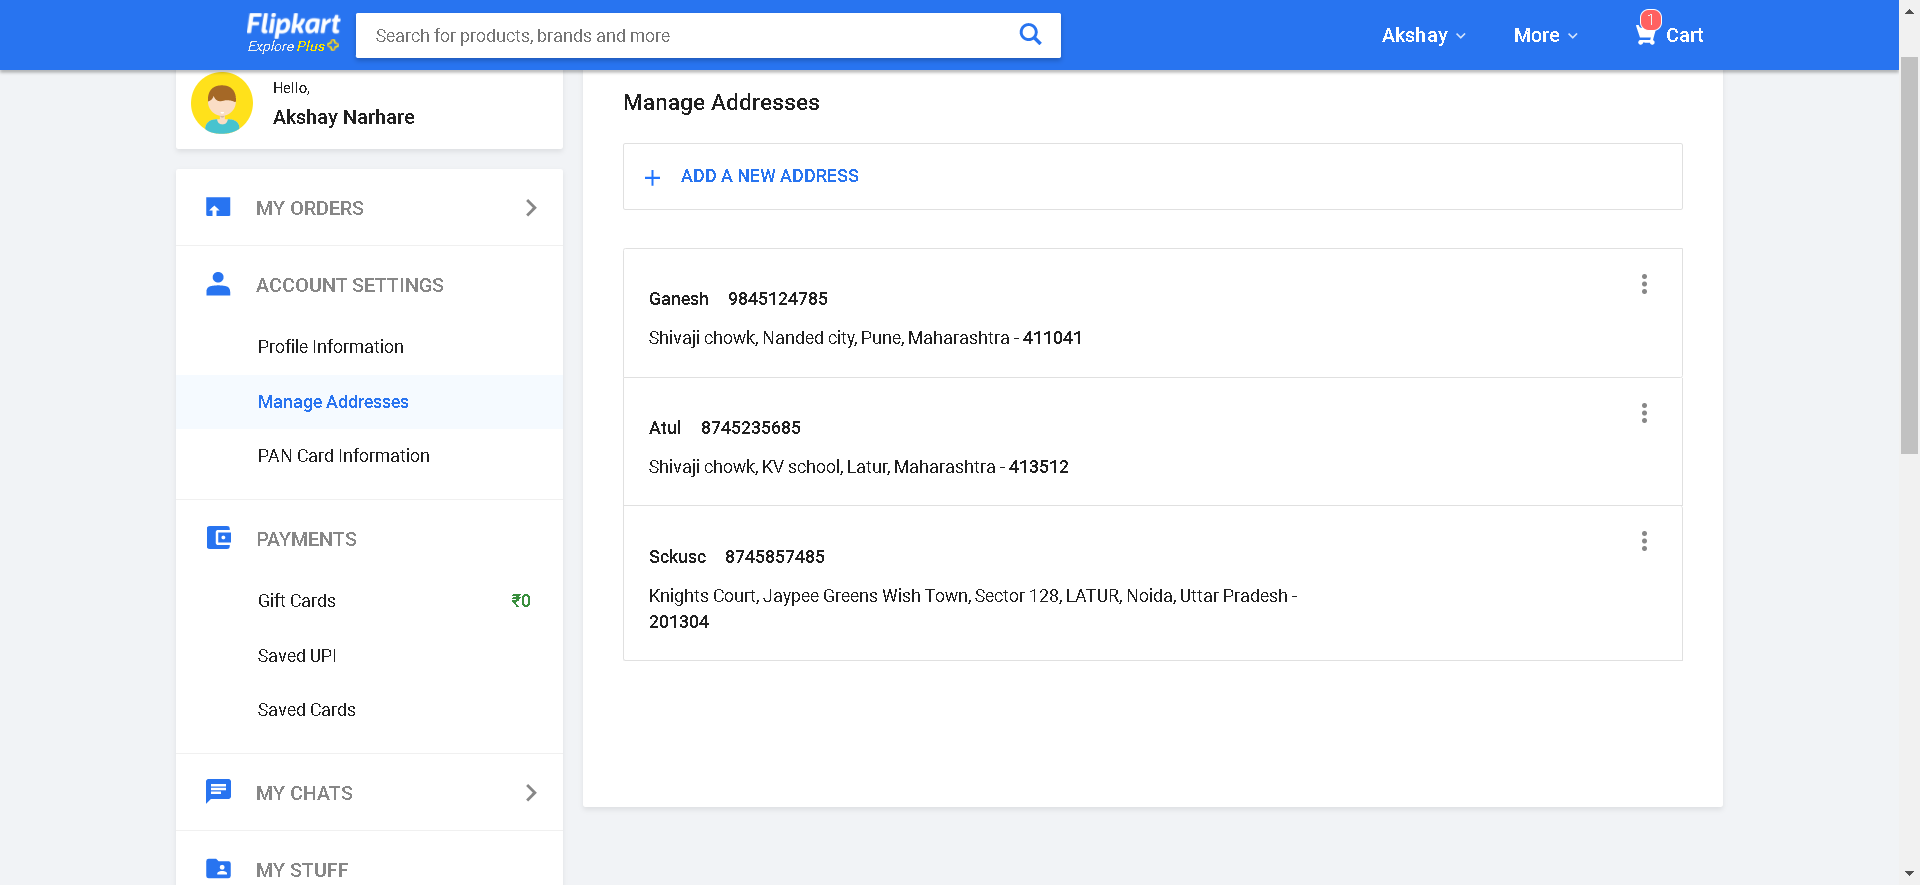 Flipkart
Explore Plus
Search for products, brands and more
Akshay
More
1
Cart
Hello,
Akshay Narhare
MY ORDERS
ACCOUNT SETTINGS
Profile Information
Manage Addresses
PAN Card Information
PAYMENTS
Gift Cards ₹0
Saved UPI
Saved Cards
MY CHATS
MY STUFF
Manage Addresses
+ ADD A NEW ADDRESS
Ganesh 9845124785
Shivaji chowk, Nanded city, Pune, Maharashtra - 411041
Atul 8745235685
Shivaji chowk, KV school, Latur, Maharashtra - 413512
Sckusc 8745857485
Knights Court, Jaypee Greens Wish Town, Sector 128, LATUR, Noida, Uttar Pradesh -
201304